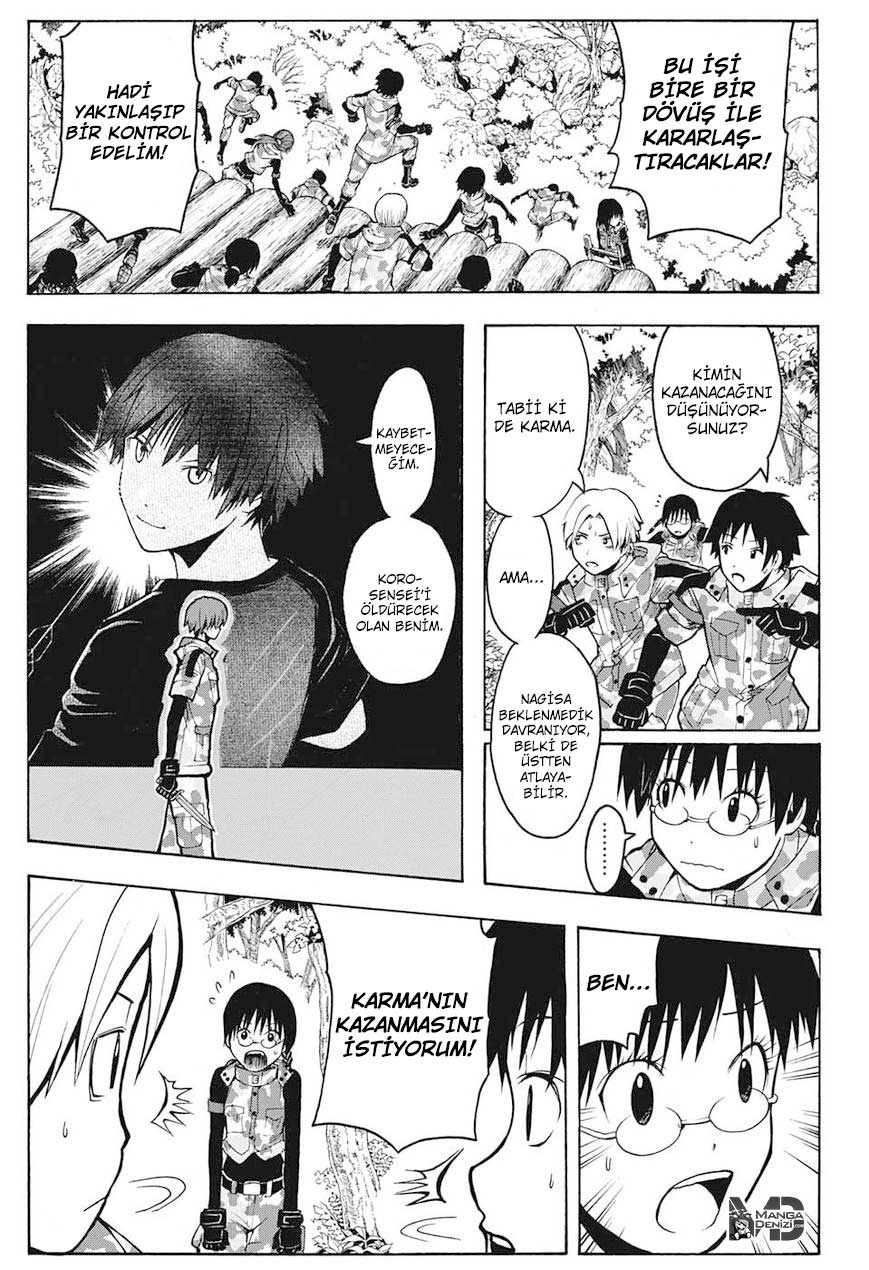 BU İŞİ
BİRE BİR
DÖVÜŞ İLE
KARARLAŞ-
TIRACAKLAR!
HADİ
YAKINLAŞIP
BİR KONTROL
EDELİM!
KİMİN
KAZANACAĞINI
DÜŞÜNÜYOR-
SUNUZ?
TABİİ Kİ
DE KARMA.
AMA...
NAGİSA
BEKLENMEDİK
DAVRANIYOR,
BELKİ DE
ÜSTTEN
ATLAYA-
BİLİR.
KAYBET-
MEYECE-
ĞİM.
KORO-
SENSEİ'İ
ÖLDÜRECEK
OLAN BENİM.
.........
BEN...
KARMA'NIN
KAZANMASINI
İSTİYORUM!
MANGA
DENİZİ